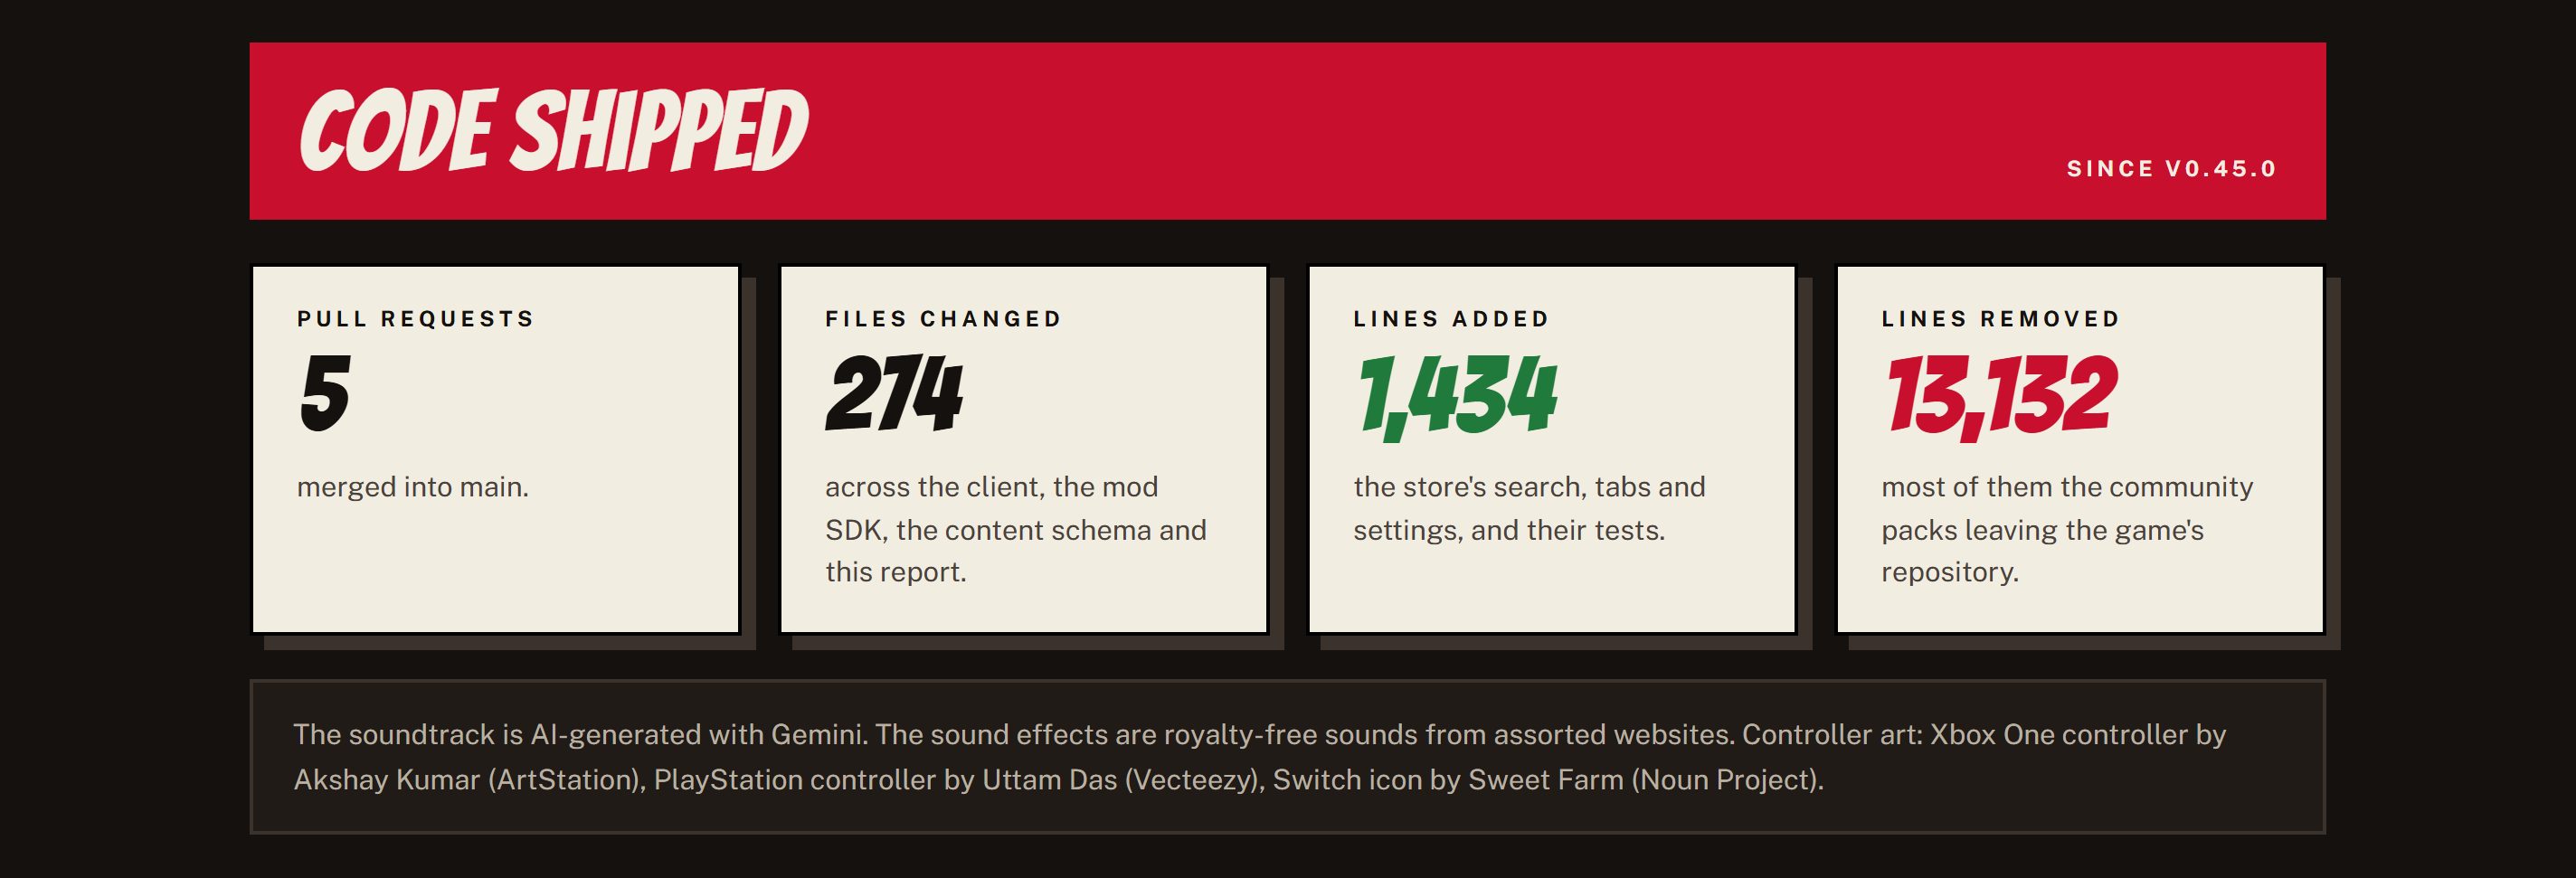 CODE SHIPPED
SINCE V0.45.0
PULL REQUESTS
5
merged into main.
FILES CHANGED
274
across the client, the mod
SDK, the content schema and
this report.
LINES ADDED
1,434
the store's search, tabs and
settings, and their tests.
LINES REMOVED
13,132
most of them the community
packs leaving the game's
repository.
The soundtrack is AI-generated with Gemini. The sound effects are royalty-free sounds from assorted websites. Controller art: Xbox One controller by
Akshay Kumar (ArtStation), PlayStation controller by Uttam Das (Vecteezy), Switch icon by Sweet Farm (Noun Project).